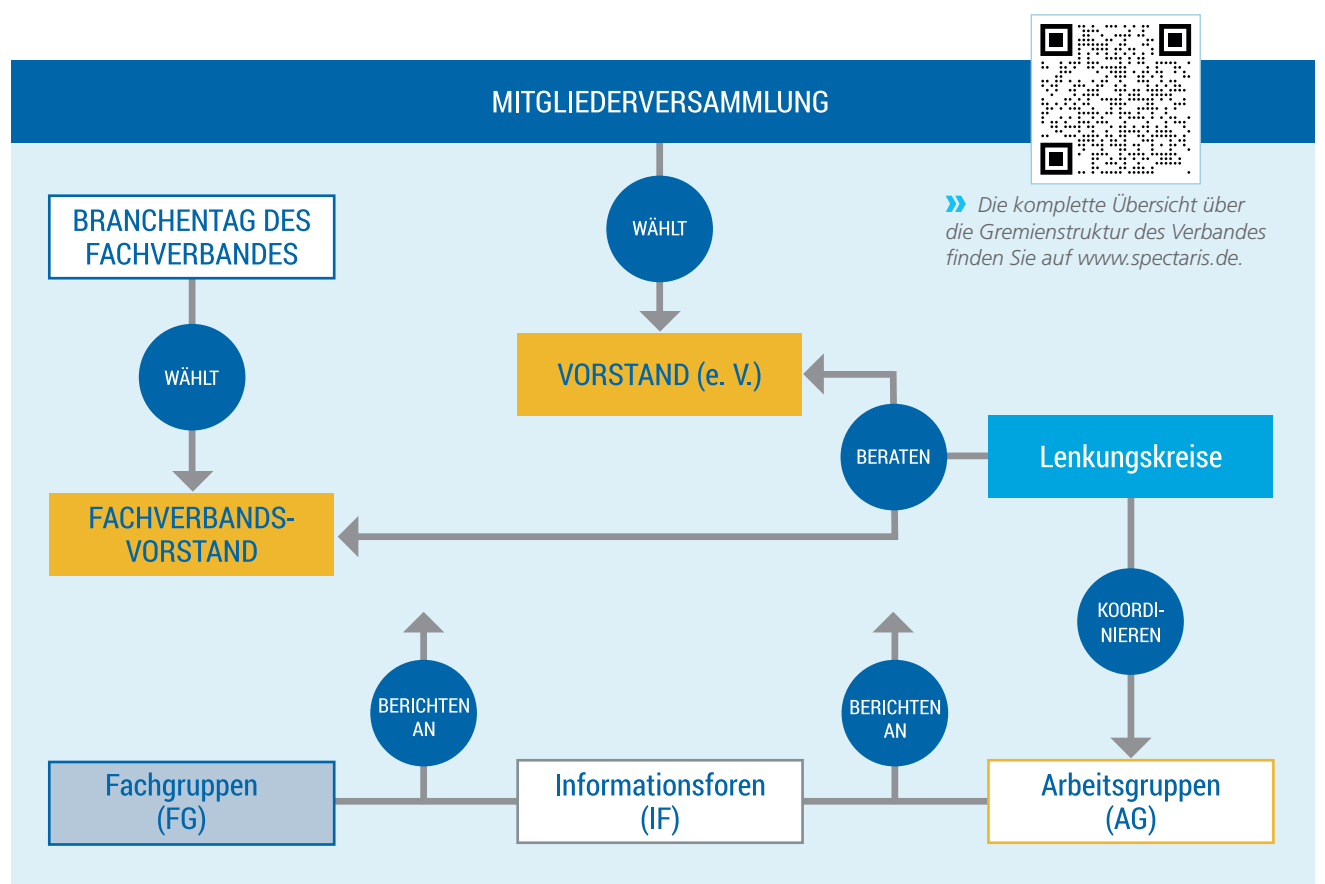 MITGLIEDERVERSAMMLUNG
» Die komplette Übersicht über
die Gremienstruktur des Verbandes
finden Sie auf www.spectaris.de.
BRANCHENTAG DES
FACHVERBANDES
WÄHLT
WÄHLT
VORSTAND (e. V.)
BERATEN
Lenkungskreise
FACHVERBANDS-
VORSTAND
KOORDI-
NIEREN
BERICHTEN
AN
BERICHTEN
AN
Fachgruppen
(FG)
Informationsforen
(IF)
Arbeitsgruppen
(AG)